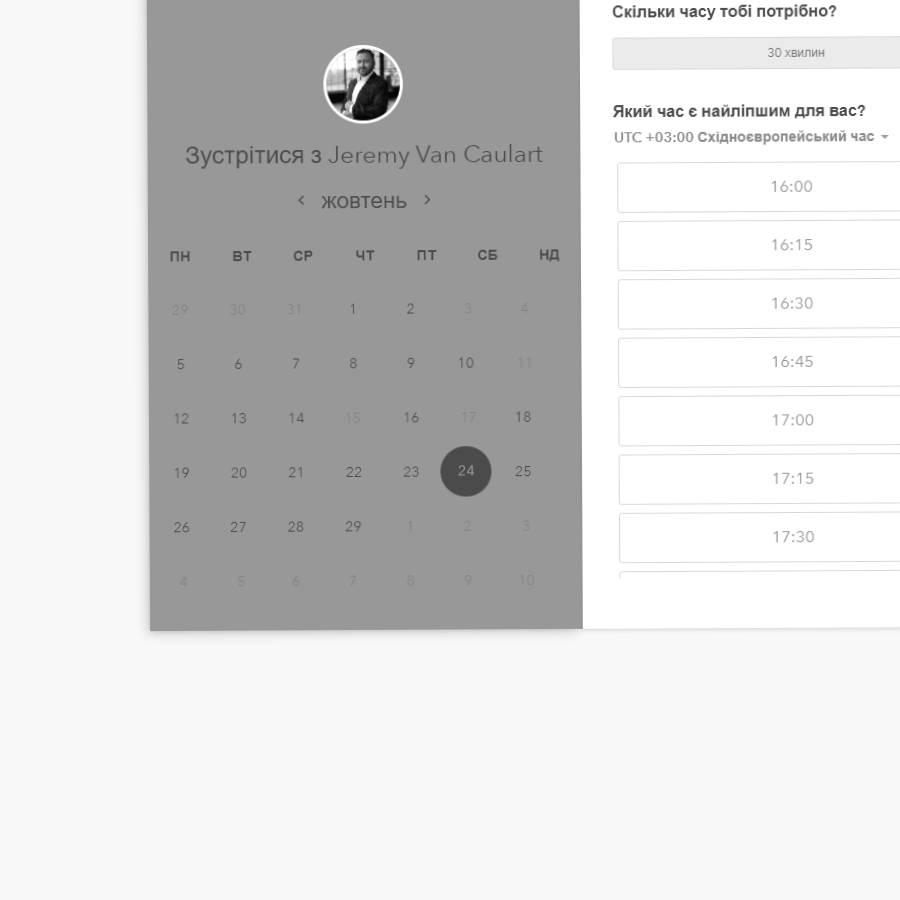 Зустрітися з Jeremy Van Caulart
жовтень
ПН ВТ СР ЧТ ПТ СБ НД
29 30 31 1 2 3 4
5 6 7 8 9 10 11
12 13 14 15 16 17 18
19 20 21 22 23 24 25
26 27 28 29 1 2 3
4 5 6 7 8 9 10
Скільки часу тобі потрібно?
30 хвилин
Який час є найліпшим для вас?
UTC +03:00 Східноєвропейський час
16:00
16:15
16:30
16:45
17:00
17:15
17:30